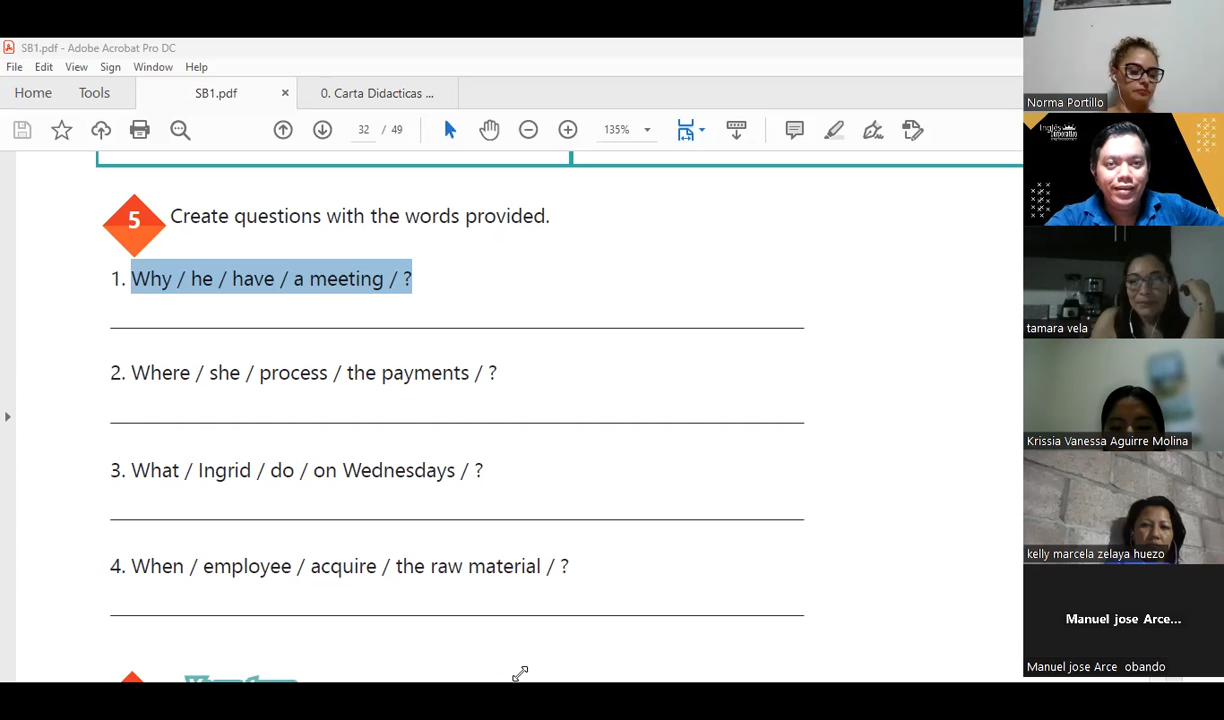 SB1.pdf - Adobe Acrobat Pro DC
File Edit View Sign Window Help
Home Tools SB1.pdf × 0. Carta Didacticas ...
32 / 49 135%
5 Create questions with the words provided.
1. Why / he / have / a meeting / ?
2. Where / she / process / the payments / ?
3. What / Ingrid / do / on Wednesdays / ?
4. When / employee / acquire / the raw material / ?
Norma Portillo
Inglés
tamara vela
Krissia Vanessa Aguirre Molina
kelly marcela zelaya huezo
Manuel jose Arce...
Manuel jose Arce obando